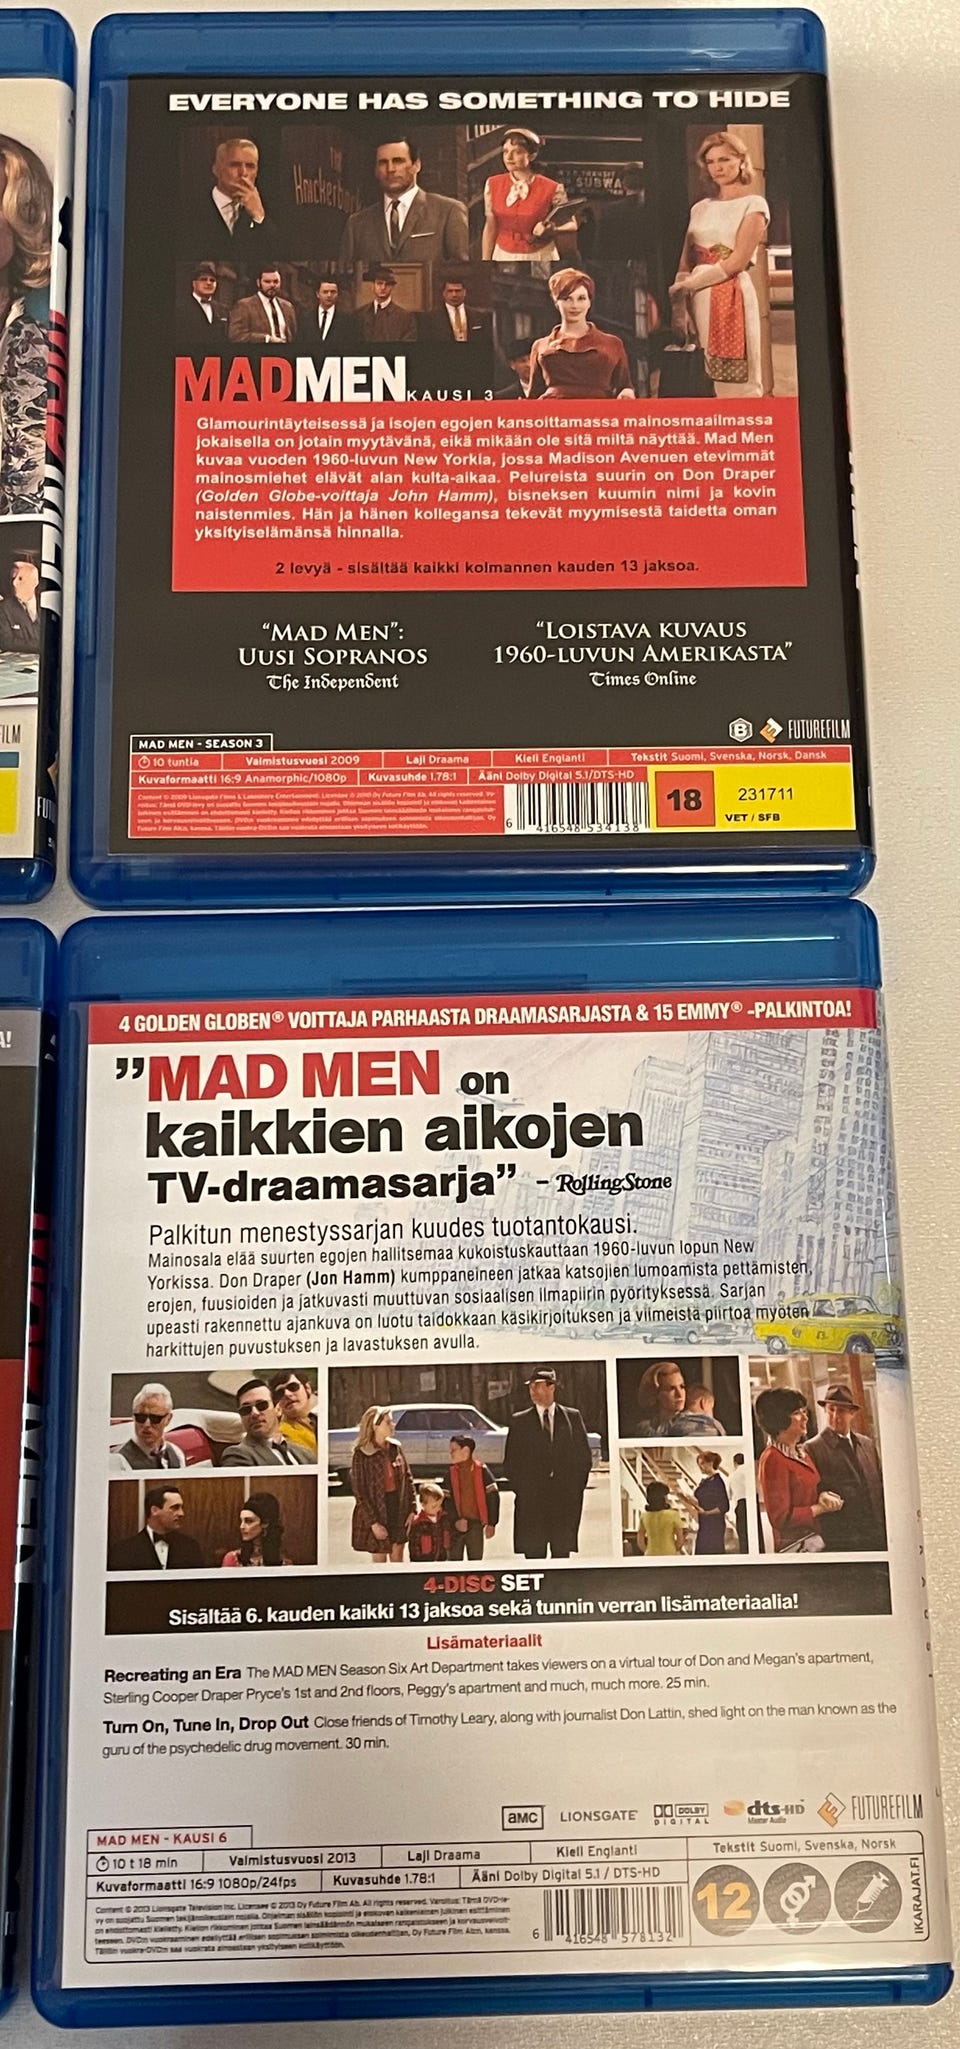 EVERYONE HAS SOMETHING TO HIDE
SUBWA
MAD MEN KAUSI 3
Glamourintäyteisessä ja isojen egojen kansoittamassa mainosmaailmassa
jokaisella on jotain myytävänä, eikä mikään ole sitä miltä näyttää. Mad Men
kuvaa vuoden 1960-luvun New Yorkia, jossa Madison Avenuen etevimmät
mainosmiehet elävät alan kulta-aikaa. Pelureista suurin on Don Draper
(Golden Globe-voittaja John Hamm), bisneksen kuumin nimi ja kovin
naistenmies. Hän ja hänen kollegansa tekevät myymisestä taidetta oman
yksityiselämänsä hinnalla.
2 levyä - sisältää kaikki kolmannen kauden 13 jaksoa.
"MAD MEN":
UUSI SOPRANOS
The Independent
"LOISTAVA KUVAUS
1960-LUVUN AMERIKASTA"
Times Online
B FUTUREFILM
MAD MEN - SEASON 3
10 tuntia Valmistusvuosi 2009 Laji Draama Kieli Englanti Tekstit Suomi, Svenska, Norsk, Dansk
Kuvaformaatti 16:9 Anamorphic/1080p Kuvasuhde 1.78:1 Ääni Dolby Digital 5.1/DTS-HD
6 416548 534138
18
231711
VET / SFB
ILM
A!
4 GOLDEN GLOBEN® VOITTAJA PARHAASTA DRAAMASARJASTA & 15 EMMY® -PALKINTOA!
"MAD MEN on
kaikkien aikojen
TV-draamasarja" - RollingStone
Palkitun menestyssarjan kuudes tuotantokausi.
Mainosala elää suurten egojen hallitsemaa kukoistuskauttaan 1960-luvun lopun New
Yorkissa. Don Draper (Jon Hamm) kumppaneineen jatkaa katsojien lumoamista pettämisten,
erojen, fuusioiden ja jatkuvasti muuttuvan sosiaalisen ilmapiirin pyörityksessä. Sarjan
upeasti rakennettu ajankuva on luotu taidokkaan käsikirjoituksen ja viimeistä piirtoa myöten
harkittujen puvustuksen ja lavastuksen avulla.
4-DISC SET
Sisältää 6. kauden kaikki 13 jaksoa sekä tunnin verran lisämateriaalia!
Lisämateriaalit
Recreating an Era The MAD MEN Season Six Art Department takes viewers on a virtual tour of Don and Megan's apartment,
Sterling Cooper Draper Pryce's 1st and 2nd floors, Peggy's apartment and much, much more. 25 min.
Turn On, Tune In, Drop Out Close friends of Timothy Leary, along with journalist Don Lattin, shed light on the man known as the
guru of the psychedelic drug movement. 30 min.
amc LIONSGATE DOLBY DIGITAL dts-HD Master Audio FUTUREFILM
MAD MEN - KAUSI 6
10 t 18 min Valmistusvuosi 2013 Laji Draama Kieli Englanti Tekstit Suomi, Svenska, Norsk
Kuvaformaatti 16:9 1080p/24fps Kuvasuhde 1.78:1 Ääni Dolby Digital 5.1 / DTS-HD
6 416548 578132
12
IKARAJAT.FI